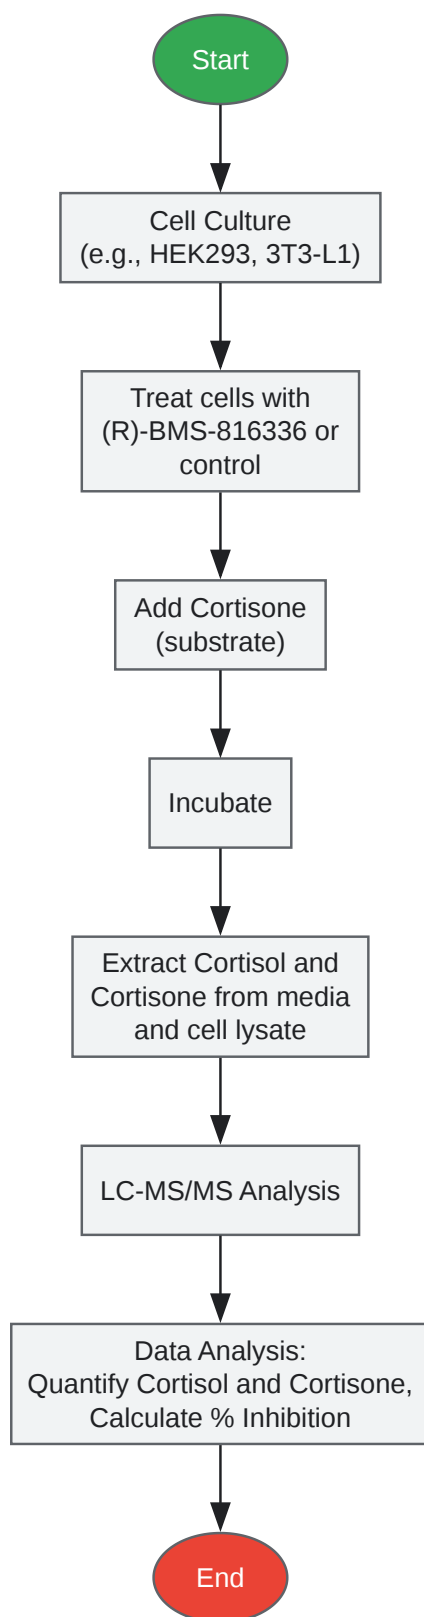 Start
Cell Culture
(e.g., HEK293, 3T3-L1)
Treat cells with
(R)-BMS-816336 or
control
Add Cortisone
(substrate)
Incubate
Extract Cortisol and
Cortisone from media
and cell lysate
LC-MS/MS Analysis
Data Analysis:
Quantify Cortisol and Cortisone,
Calculate % Inhibition
End